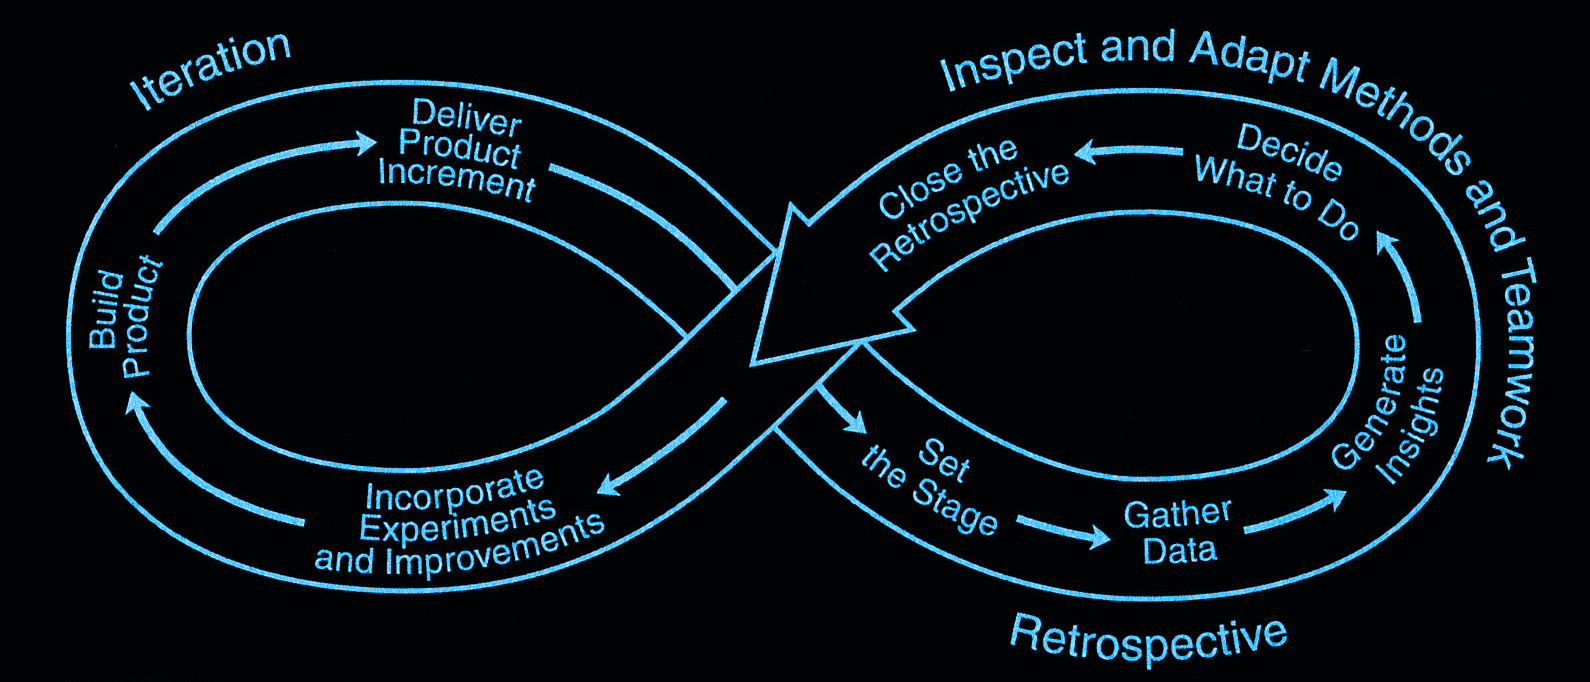 Iteration
Deliver
Product
Increment
Build
Product
Incorporate
Experiments
and Improvements
Inspect and Adapt Methods and Teamwork
Close the
Retrospective
Decide
What to Do
Generate
Insights
Set
the Stage
Gather
Data
Retrospective